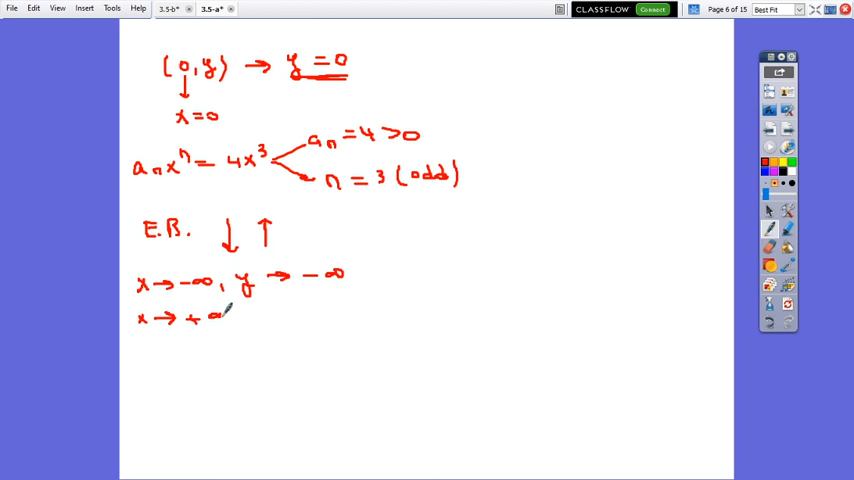 File Edit View Insert Tools Help 3.5-b* 3.5-a* CLASSFLOW Connect Page 6 of 15 Best Fit
(0,y) → y = 0
x=0
aₙxⁿ = 4x³
aₙ = 4 > 0
n = 3 (odd)
E.B. ↓ ↑
x → -∞, y → -∞
x → + ∞